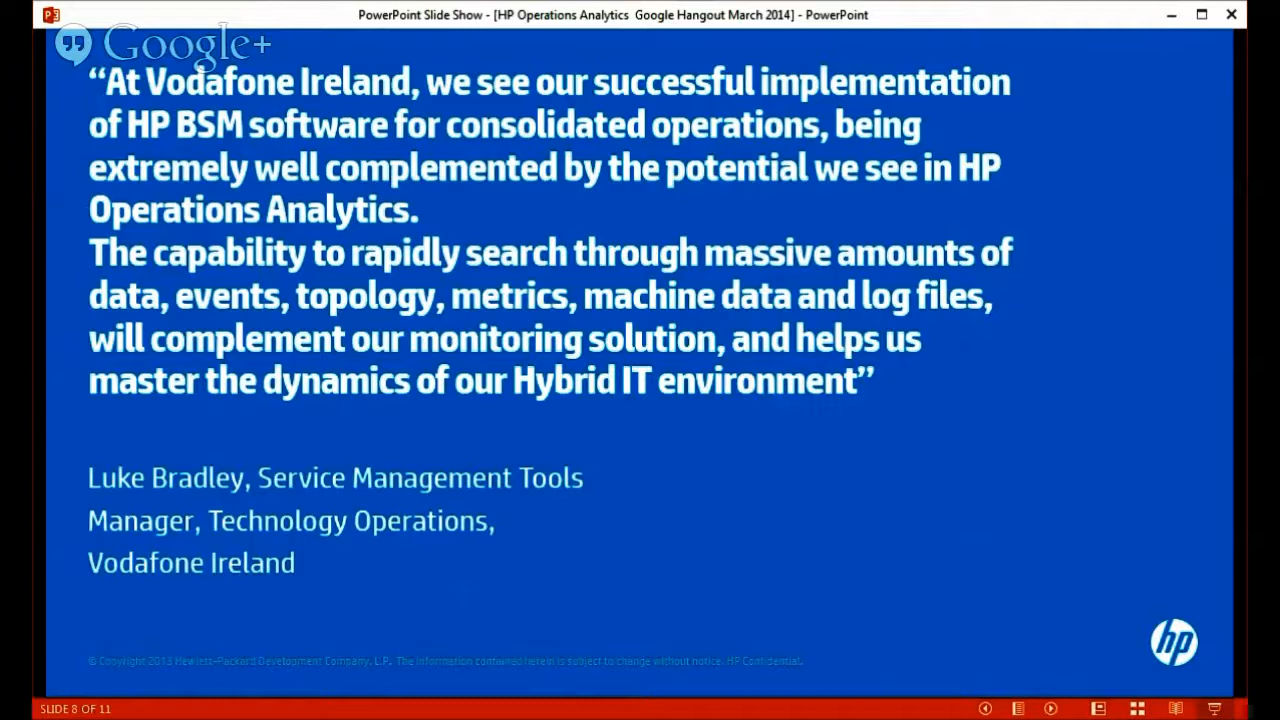 PowerPoint Slide Show - [HP Operations Analytics Google Hangout March 2014] - PowerPoint
Google+
“At Vodafone Ireland, we see our successful implementation
of HP BSM software for consolidated operations, being
extremely well complemented by the potential we see in HP
Operations Analytics.
The capability to rapidly search through massive amounts of
data, events, topology, metrics, machine data and log files,
will complement our monitoring solution, and helps us
master the dynamics of our Hybrid IT environment”
Luke Bradley, Service Management Tools
Manager, Technology Operations,
Vodafone Ireland
hp
© Copyright 2013 Hewlett-Packard Development Company, L.P. The information contained herein is subject to change without notice. HP Confidential.
SLIDE 8 OF 11